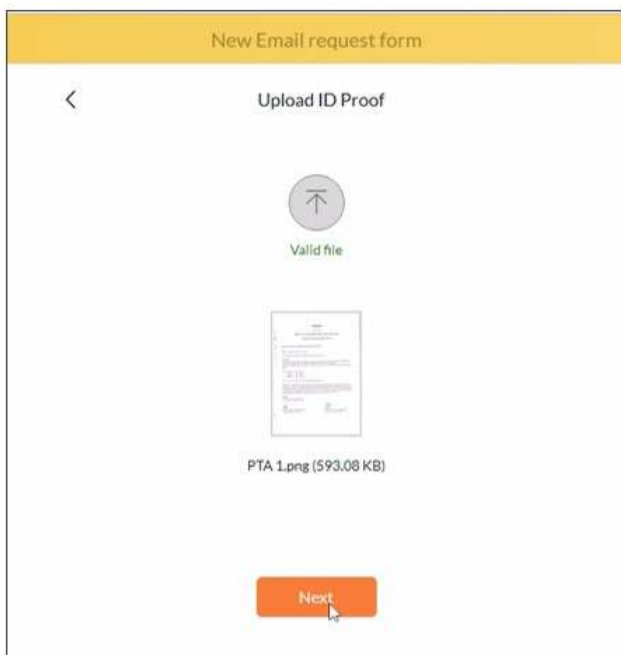 New Email request form
Upload ID Proof
Valid file
PTA 1.png (593.08 KB)
Next